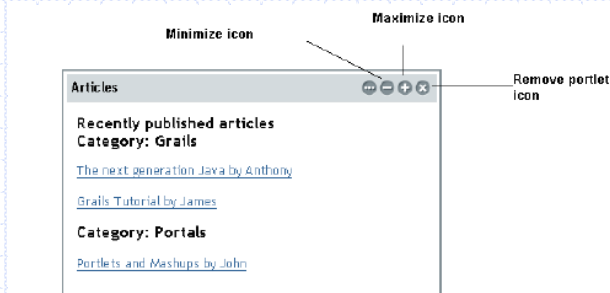 Maximize icon
Minimize icon
Remove portlet
icon
Articles
Recently published articles
Category: Grails
The next generation Java by Anthony
Grails Tutorial by James
Category: Portals
Portlets and Mashups by John